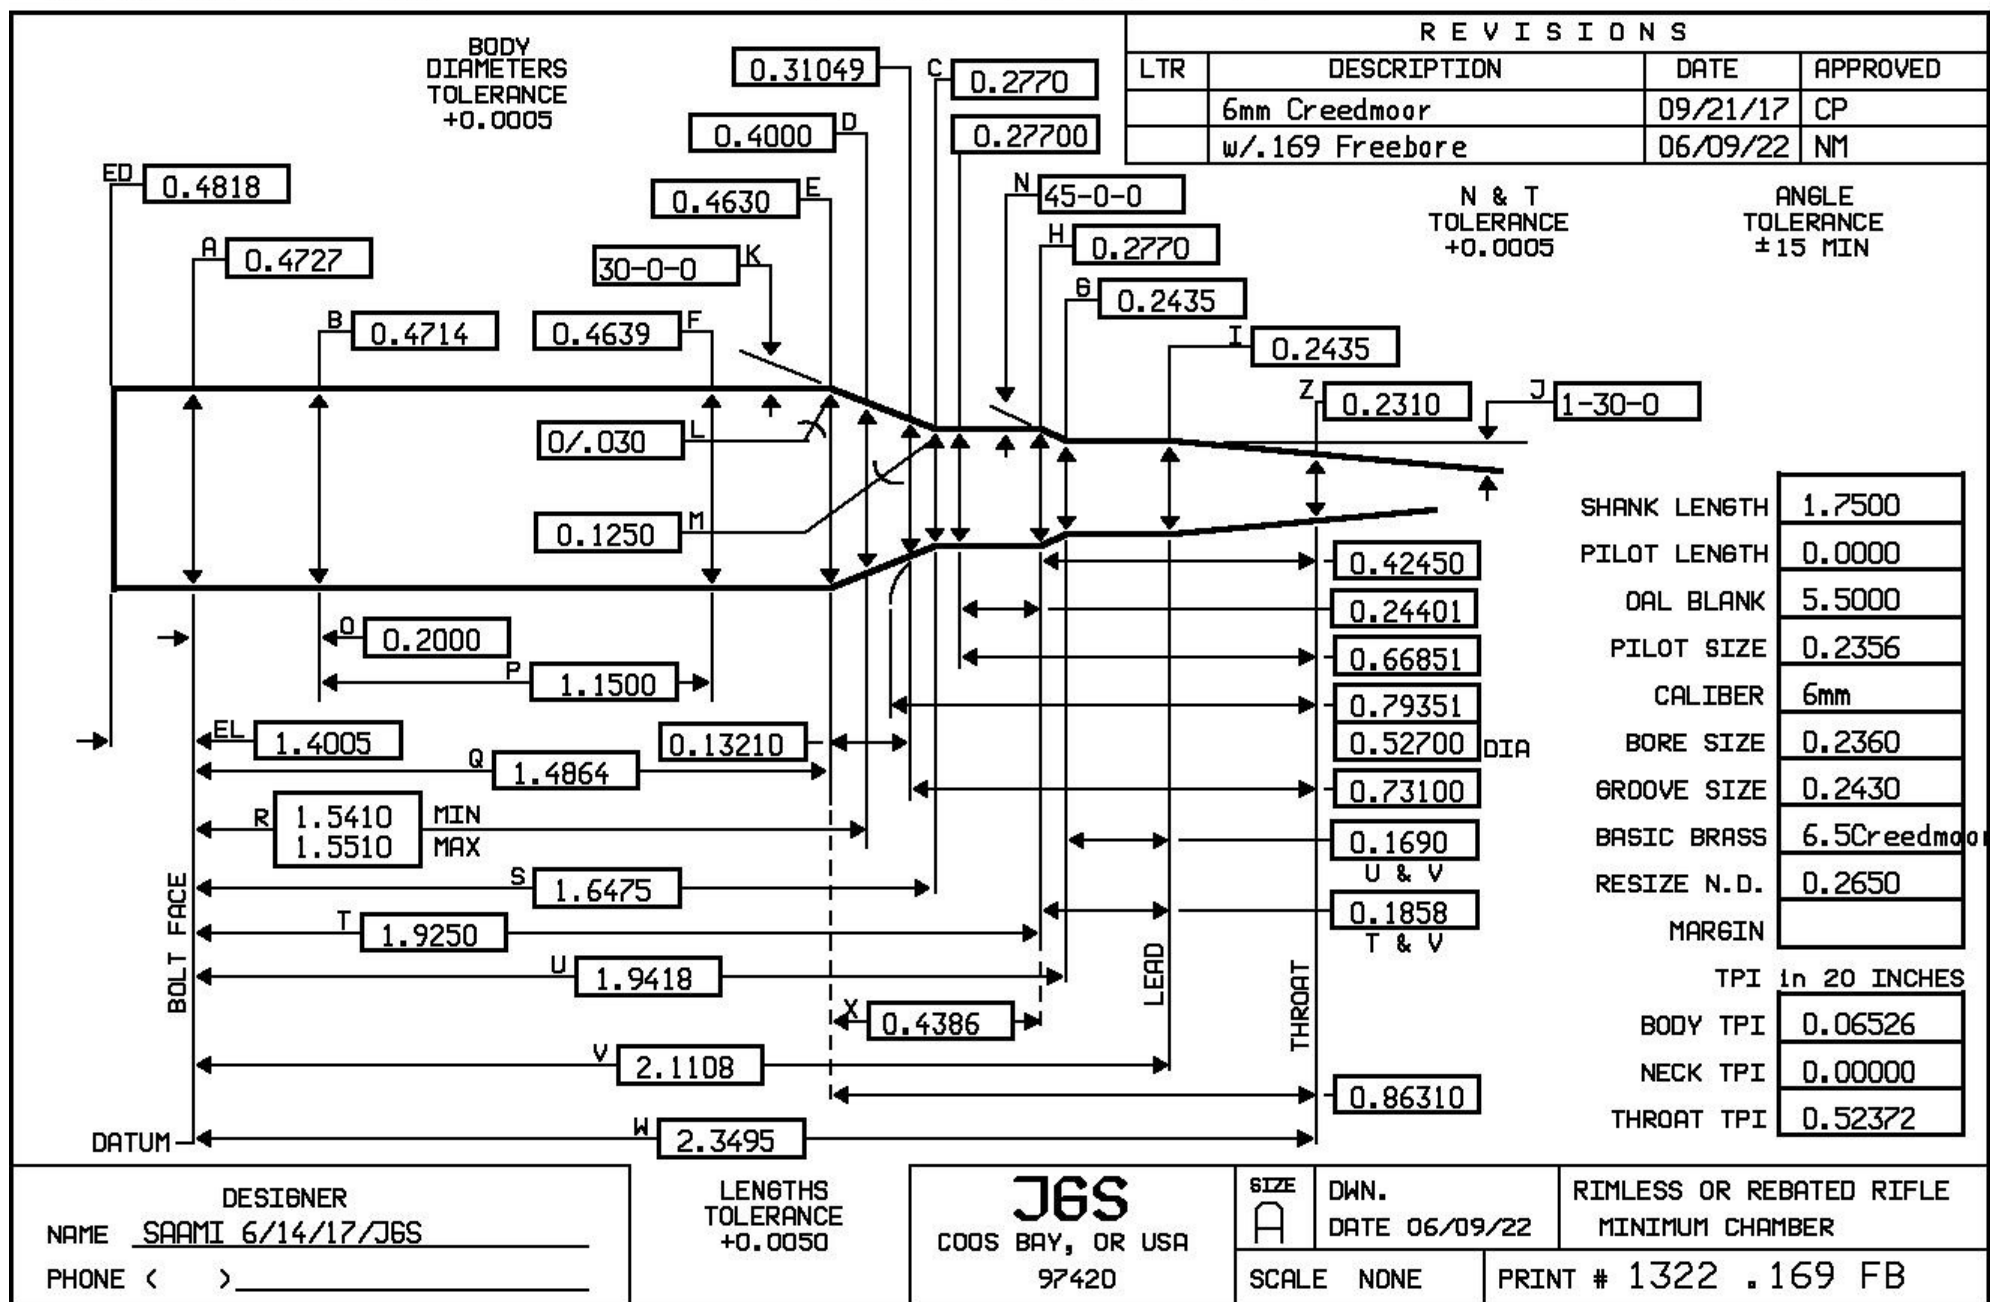 REVISIONS
LTR DESCRIPTION DATE APPROVED
6mm Creedmoor 09/21/17 CP
w/.169 Freebore 06/09/22 NM
BODY
DIAMETERS
TOLERANCE
+0.0005
0.31049
C 0.2770
0.4000 D
0.27700
ED 0.4818
0.4630 E
N 45-0-0
N & T
TOLERANCE
+0.0005
ANGLE
TOLERANCE
±15 MIN
A 0.4727
30-0-0 K
H 0.2770
G 0.2435
B 0.4714
0.4639 F
I 0.2435
Z 0.2310
J 1-30-0
0/.030 L
0.1250 M
SHANK LENGTH 1.7500
PILOT LENGTH 0.0000
OAL BLANK 5.5000
PILOT SIZE 0.2356
CALIBER 6mm
BORE SIZE 0.2360
GROOVE SIZE 0.2430
BASIC BRASS 6.5Creedmoor
RESIZE N.D. 0.2650
MARGIN
TPI in 20 INCHES
BODY TPI 0.06526
NECK TPI 0.00000
THROAT TPI 0.52372
0.42450
0.24401
0.66851
0.79351
0.52700 DIA
0.73100
0.1690
U & V
0.1858
T & V
0.86310
O 0.2000
P 1.1500
EL 1.4005
0.13210
Q 1.4864
R 1.5410 MIN
1.5510 MAX
S 1.6475
T 1.9250
U 1.9418
X 0.4386
V 2.1108
W 2.3495
BOLT FACE
LEAD
THROAT
DATUM
DESIGNER
NAME SAAMI 6/14/17/JGS
PHONE ( )
LENGTHS
TOLERANCE
+0.0050
JGS
COOS BAY, OR USA
97420
SIZE
A
DWN.
DATE 06/09/22
RIMLESS OR REBATED RIFLE
MINIMUM CHAMBER
SCALE NONE
PRINT # 1322 .169 FB